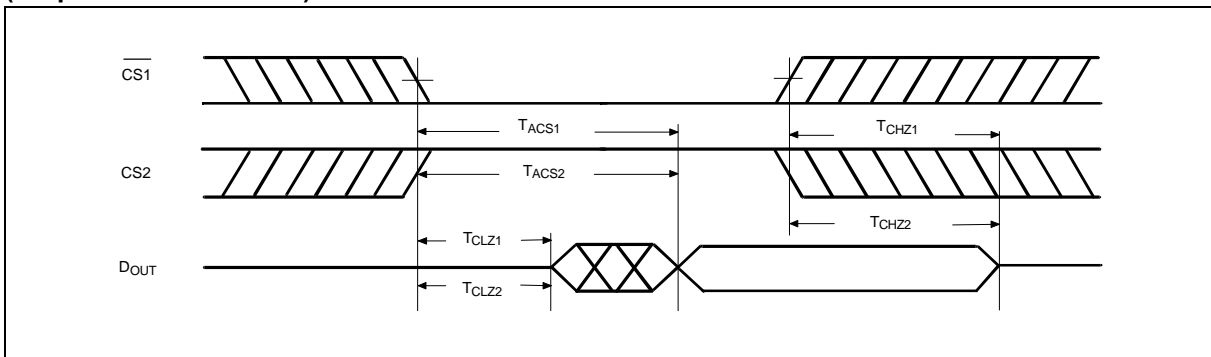 CS1
TACS1
TCHZ1
CS2
TACS2
TCHZ2
TCLZ1
DOUT
TCLZ2